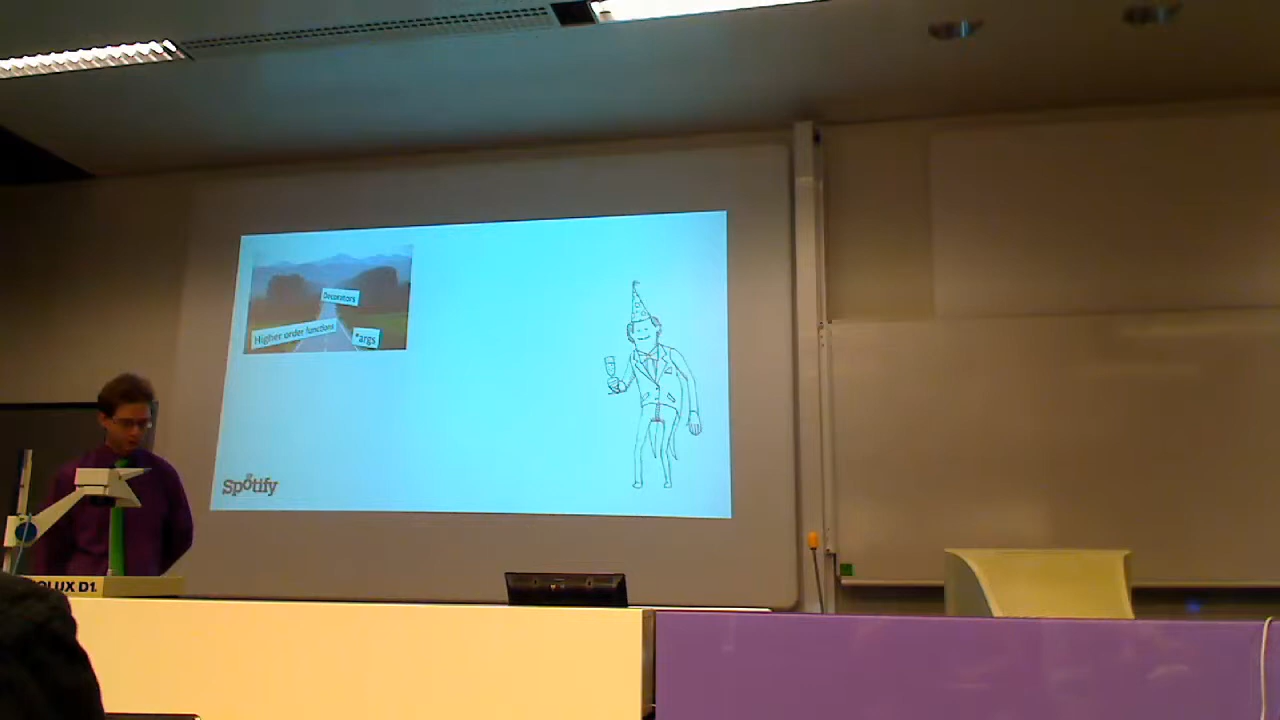 Decorators
Higher order functions
*args
Spotify
OLUX D1.